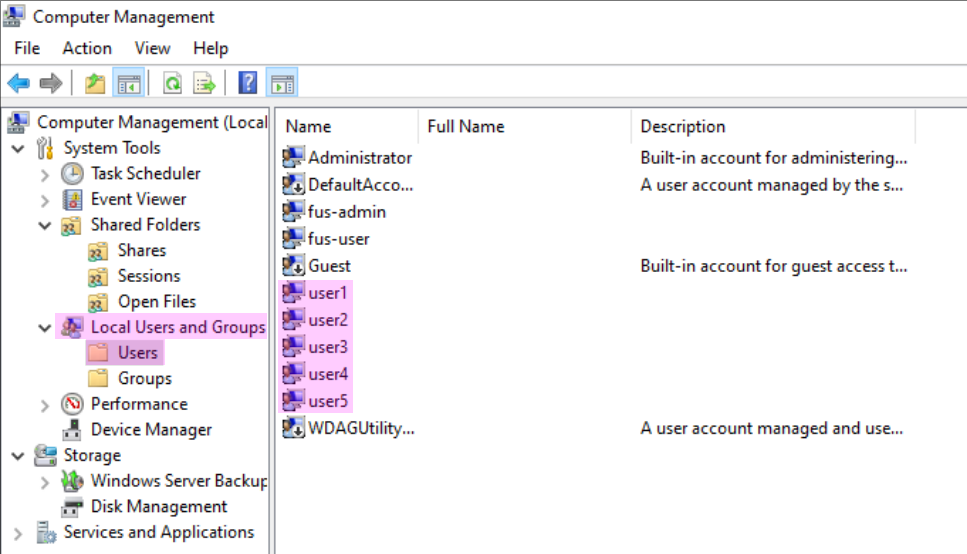 Computer Management
File Action View Help
Computer Management (Local
System Tools
Task Scheduler
Event Viewer
Shared Folders
Shares
Sessions
Open Files
Local Users and Groups
Users
Groups
Performance
Device Manager
Storage
Windows Server Backup
Disk Management
Services and Applications
Name Full Name Description
Administrator Built-in account for administering...
DefaultAcco... A user account managed by the s...
fus-admin
fus-user
Guest Built-in account for guest access t...
user1
user2
user3
user4
user5
WDAGUtility... A user account managed and use...